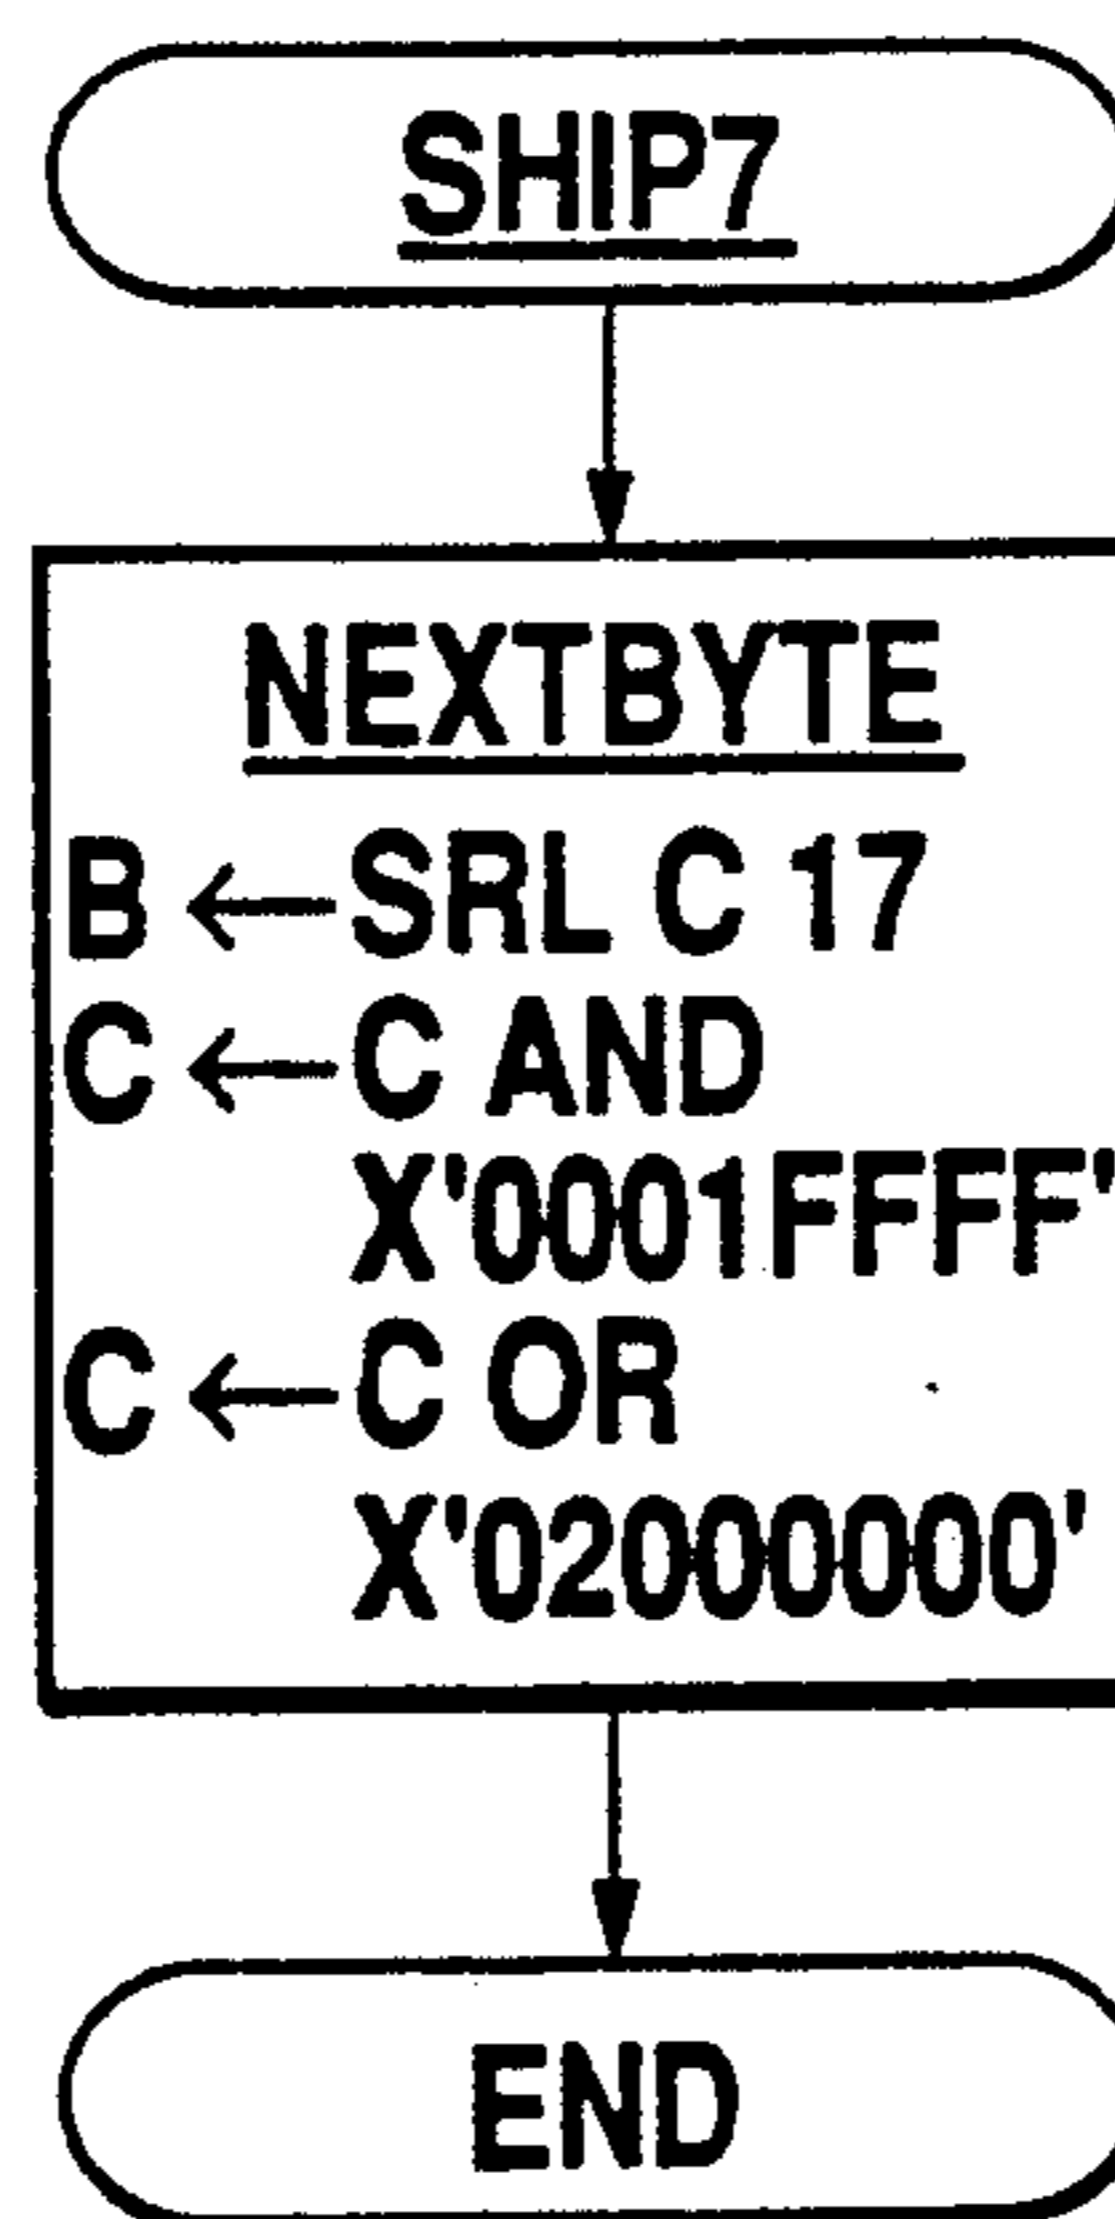 SHIP7
NEXTBYTE
B ← SRL C 17
C ← C AND
X'0001FFFF'
C ← C OR
X'02000000'
END